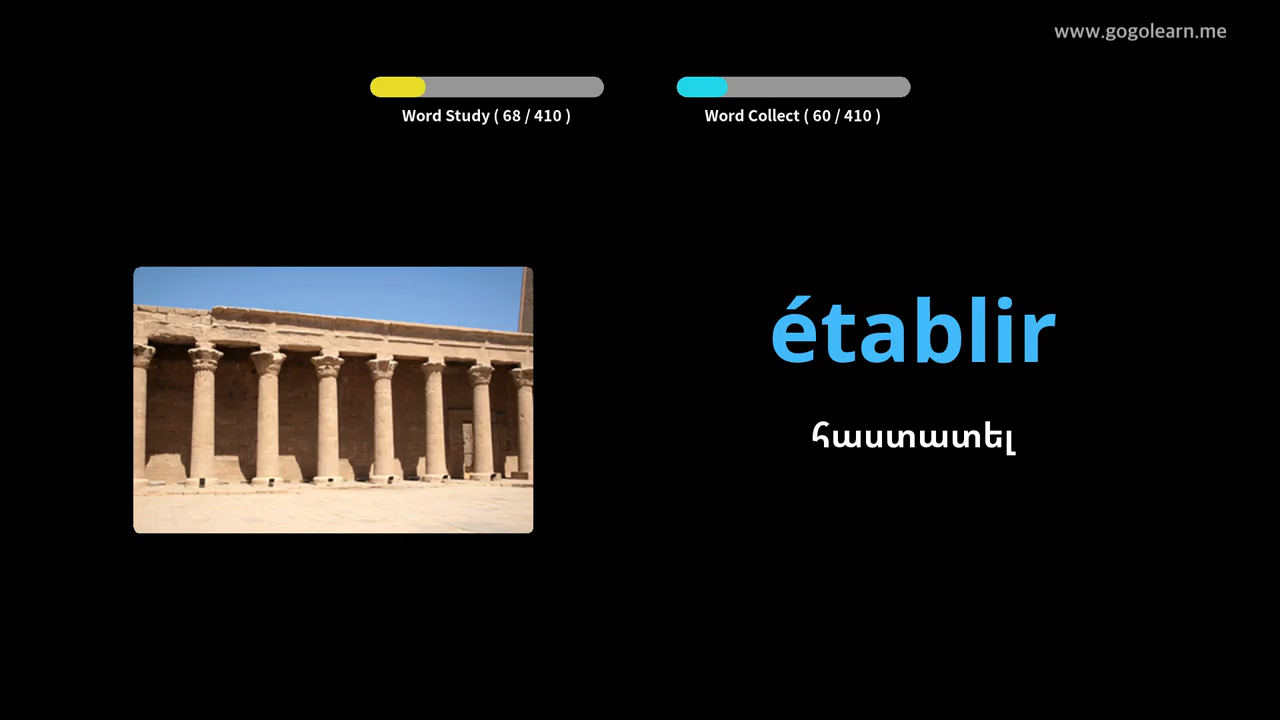 www.gogolearn.me
Word Study ( 68 / 410 )
Word Collect ( 60 / 410 )
établir
հաստատել